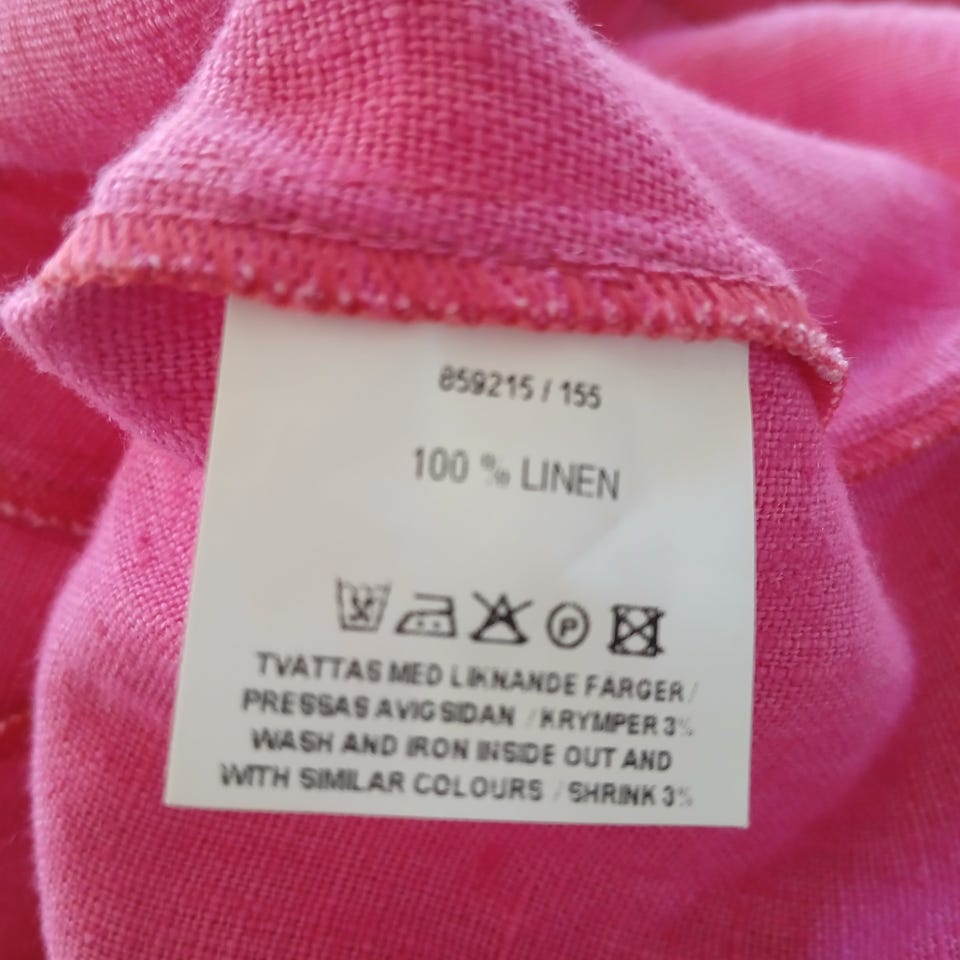 859215 / 155
100 % LINEN
P
TVATTAS MED LIKNANDE FARGER /
PRESSAS AVIGSIDAN / KRYMPER 3%
WASH AND IRON INSIDE OUT AND
WITH SIMILAR COLOURS / SHRINK 3%